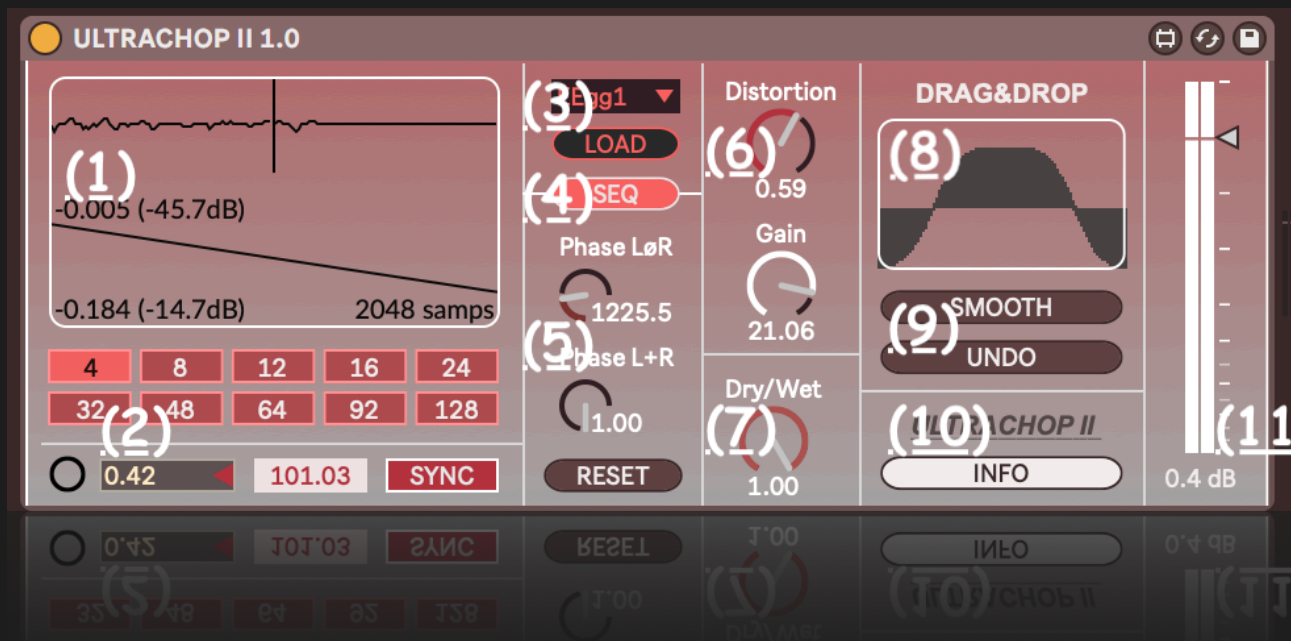 ULTRACHOP II 1.0
(1)
-0.005 (-45.7dB)
-0.184 (-14.7dB)
2048 samps
4 8 12 16 24
32 48 64 92 128
(2)
0.42
101.03
SYNC
(3)
Egg1
LOAD
(4)
SEQ
Phase LøR
1225.5
(5)
Phase L+R
1.00
RESET
Distortion
(6)
0.59
Gain
21.06
Dry/Wet
(7)
1.00
DRAG&DROP
(8)
SMOOTH
(9)
UNDO
ULTRACHOP II
(10)
INFO
(11
0.4 dB